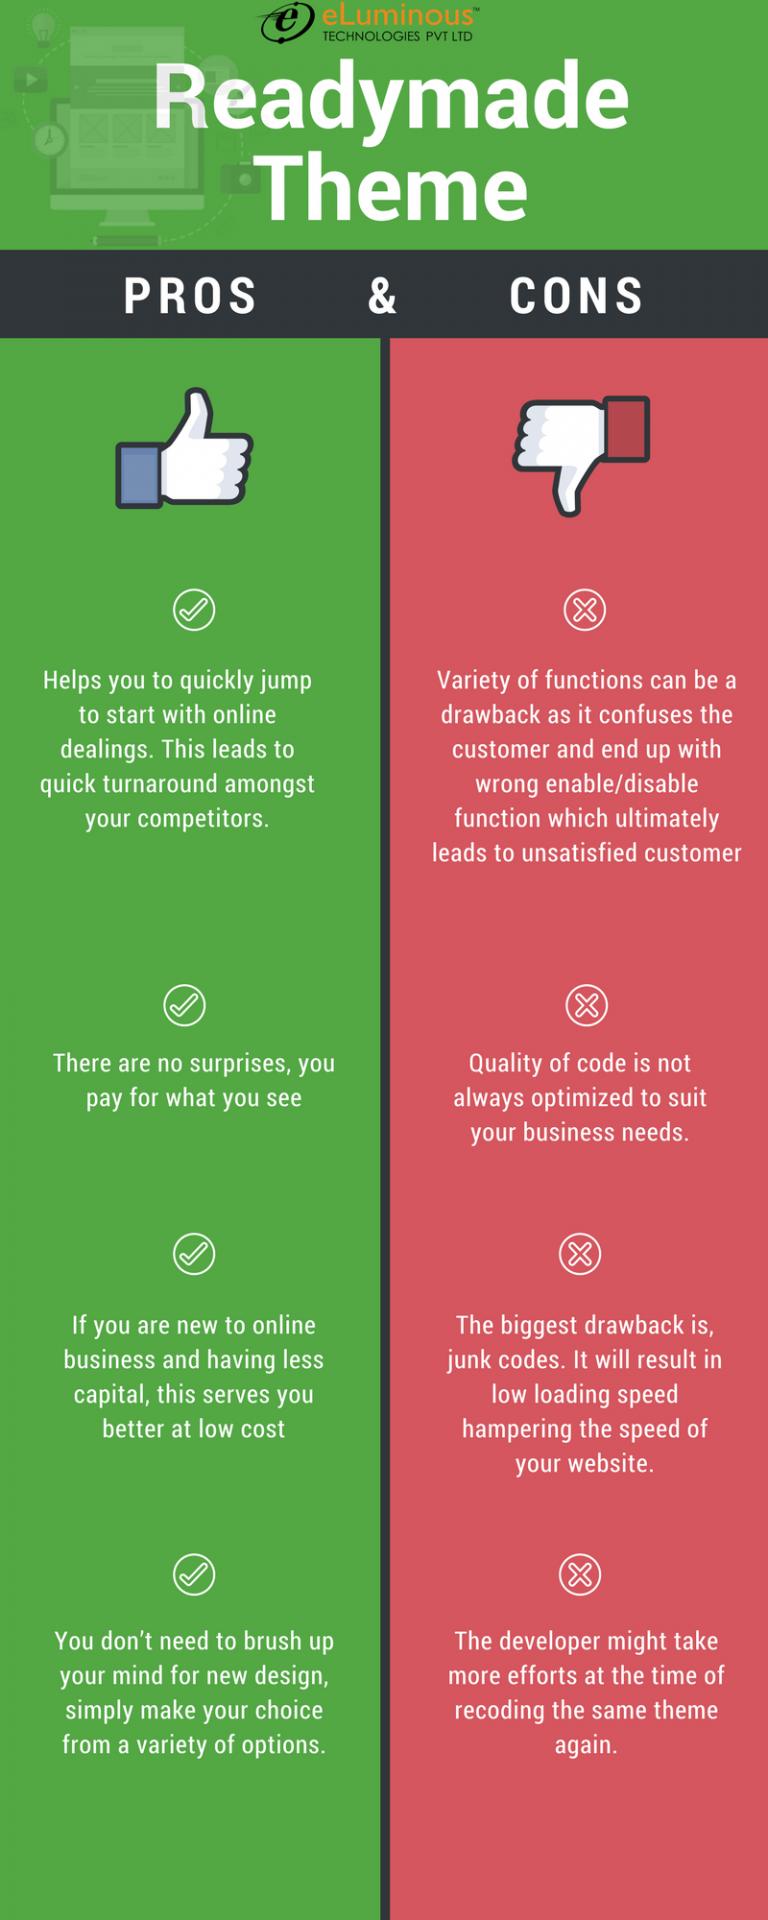 eLuminous™
TECHNOLOGIES PVT LTD
Readymade
Theme
PROS & CONS
Helps you to quickly jump
to start with online
dealings. This leads to
quick turnaround amongst
your competitors.
Variety of functions can be a
drawback as it confuses the
customer and end up with
wrong enable/disable
function which ultimately
leads to unsatisfied customer
There are no surprises, you
pay for what you see
Quality of code is not
always optimized to suit
your business needs.
If you are new to online
business and having less
capital, this serves you
better at low cost
The biggest drawback is,
junk codes. It will result in
low loading speed
hampering the speed of
your website.
You don’t need to brush up
your mind for new design,
simply make your choice
from a variety of options.
The developer might take
more efforts at the time of
recoding the same theme
again.